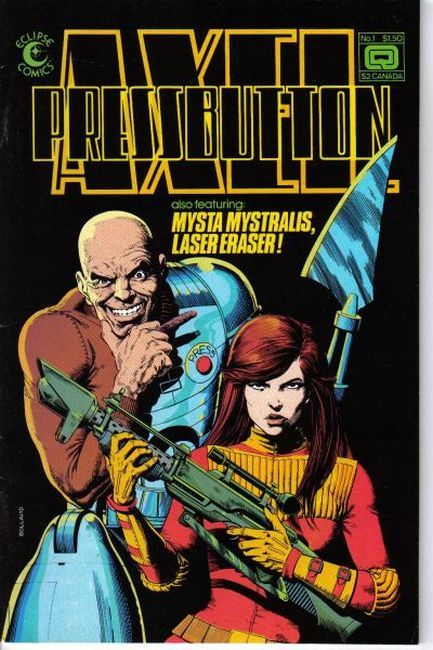 ECLIPSE
COMICS
No.1 $1.50
$2 CANADA
AXEL
PRESSBUTTON
also featuring:
MYSTA MYSTRALIS,
LASER ERASER!
PRESS
BOLLAND